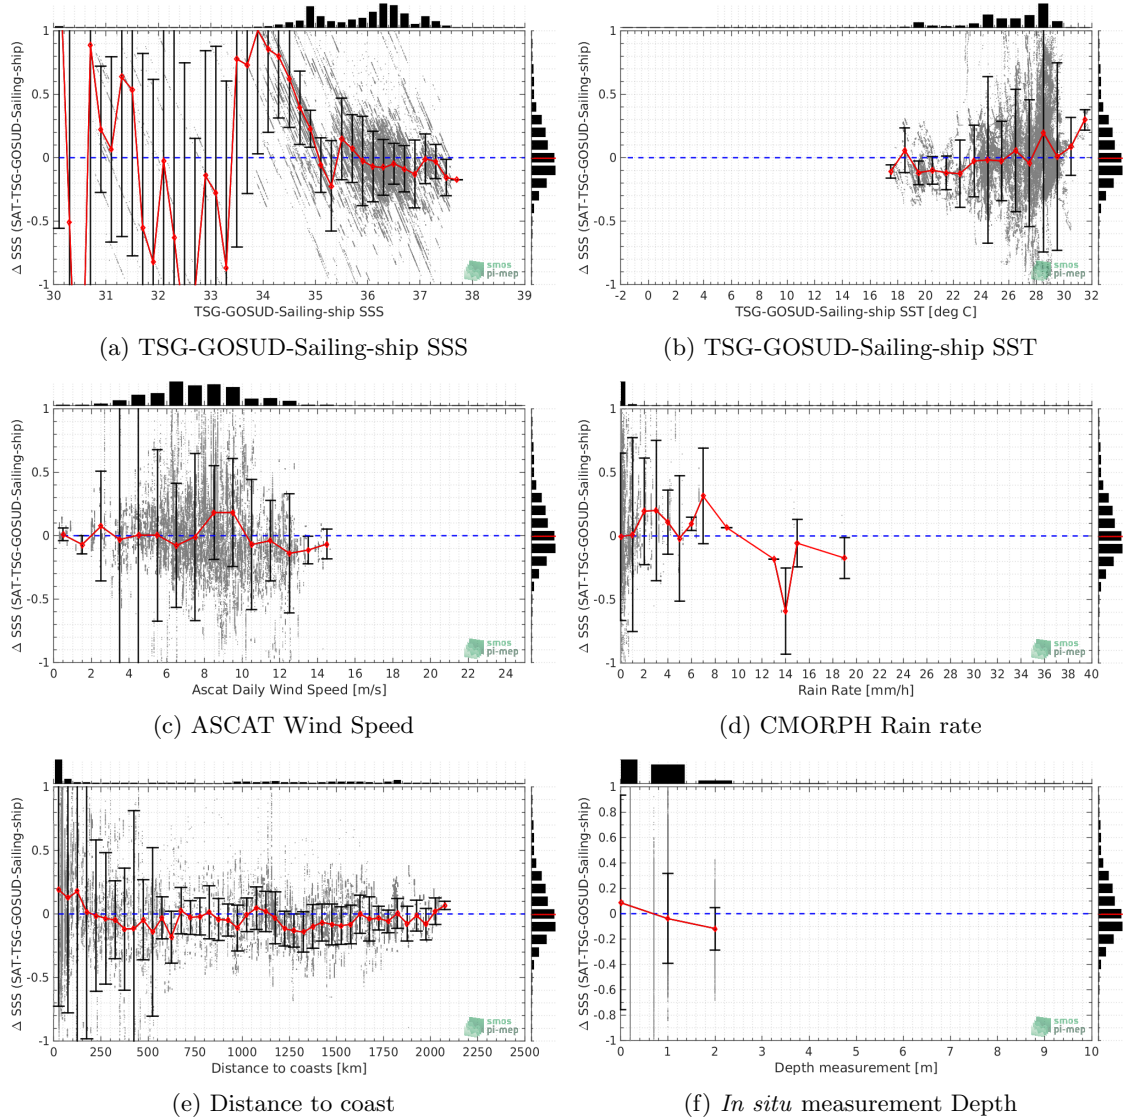 Δ SSS (SAT-TSG-GOSUD-Sailing-ship)
1
0.5
0
-0.5
-1
30 31 32 33 34 35 36 37 38 39
TSG-GOSUD-Sailing-ship SSS
smos
pi-mep
(a) TSG-GOSUD-Sailing-ship SSS
Δ SSS (SAT-TSG-GOSUD-Sailing-ship)
1
0.5
0
-0.5
-1
-2 0 2 4 6 8 10 12 14 16 18 20 22 24 26 28 30 32
TSG-GOSUD-Sailing-ship SST [deg C]
smos
pi-mep
(b) TSG-GOSUD-Sailing-ship SST
Δ SSS (SAT-TSG-GOSUD-Sailing-ship)
1
0.5
0
-0.5
-1
0 2 4 6 8 10 12 14 16 18 20 22 24
Ascat Daily Wind Speed [m/s]
smos
pi-mep
(c) ASCAT Wind Speed
Δ SSS (SAT-TSG-GOSUD-Sailing-ship)
1
0.5
0
-0.5
-1
0 2 4 6 8 10 12 14 16 18 20 22 24 26 28 30 32 34 36 38 40
Rain Rate [mm/h]
smos
pi-mep
(d) CMORPH Rain rate
Δ SSS (SAT-TSG-GOSUD-Sailing-ship)
1
0.5
0
-0.5
-1
0 250 500 750 1000 1250 1500 1750 2000 2250 2500
Distance to coasts [km]
smos
pi-mep
(e) Distance to coast
Δ SSS (SAT-TSG-GOSUD-Sailing-ship)
1
0.8
0.6
0.4
0.2
0
-0.2
-0.4
-0.6
-0.8
-1
0 1 2 3 4 5 6 7 8 9 10
Depth measurement [m]
smos
pi-mep
(f) In situ measurement Depth